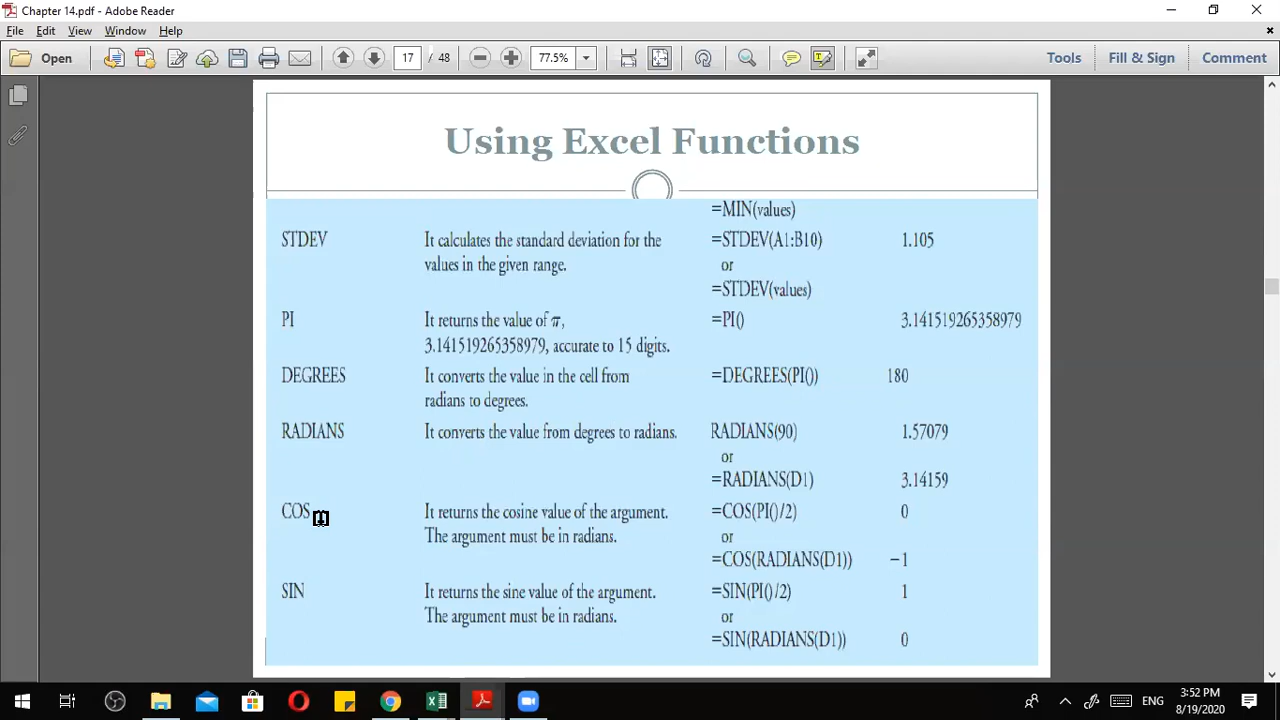 Chapter 14.pdf - Adobe Reader
File Edit View Window Help
Open 17 / 48 77.5% Tools Fill & Sign Comment
Using Excel Functions
=MIN(values)
STDEV It calculates the standard deviation for the =STDEV(A1:B10) 1.105
values in the given range. or
=STDEV(values)
PI It returns the value of π, =PI() 3.141519265358979
3.141519265358979, accurate to 15 digits.
DEGREES It converts the value in the cell from =DEGREES(PI()) 180
radians to degrees.
RADIANS It converts the value from degrees to radians. RADIANS(90) 1.57079
or
=RADIANS(D1) 3.14159
COS It returns the cosine value of the argument. =COS(PI()/2) 0
The argument must be in radians. or
=COS(RADIANS(D1)) −1
SIN It returns the sine value of the argument. =SIN(PI()/2) 1
The argument must be in radians. or
=SIN(RADIANS(D1)) 0
ENG 3:52 PM
8/19/2020